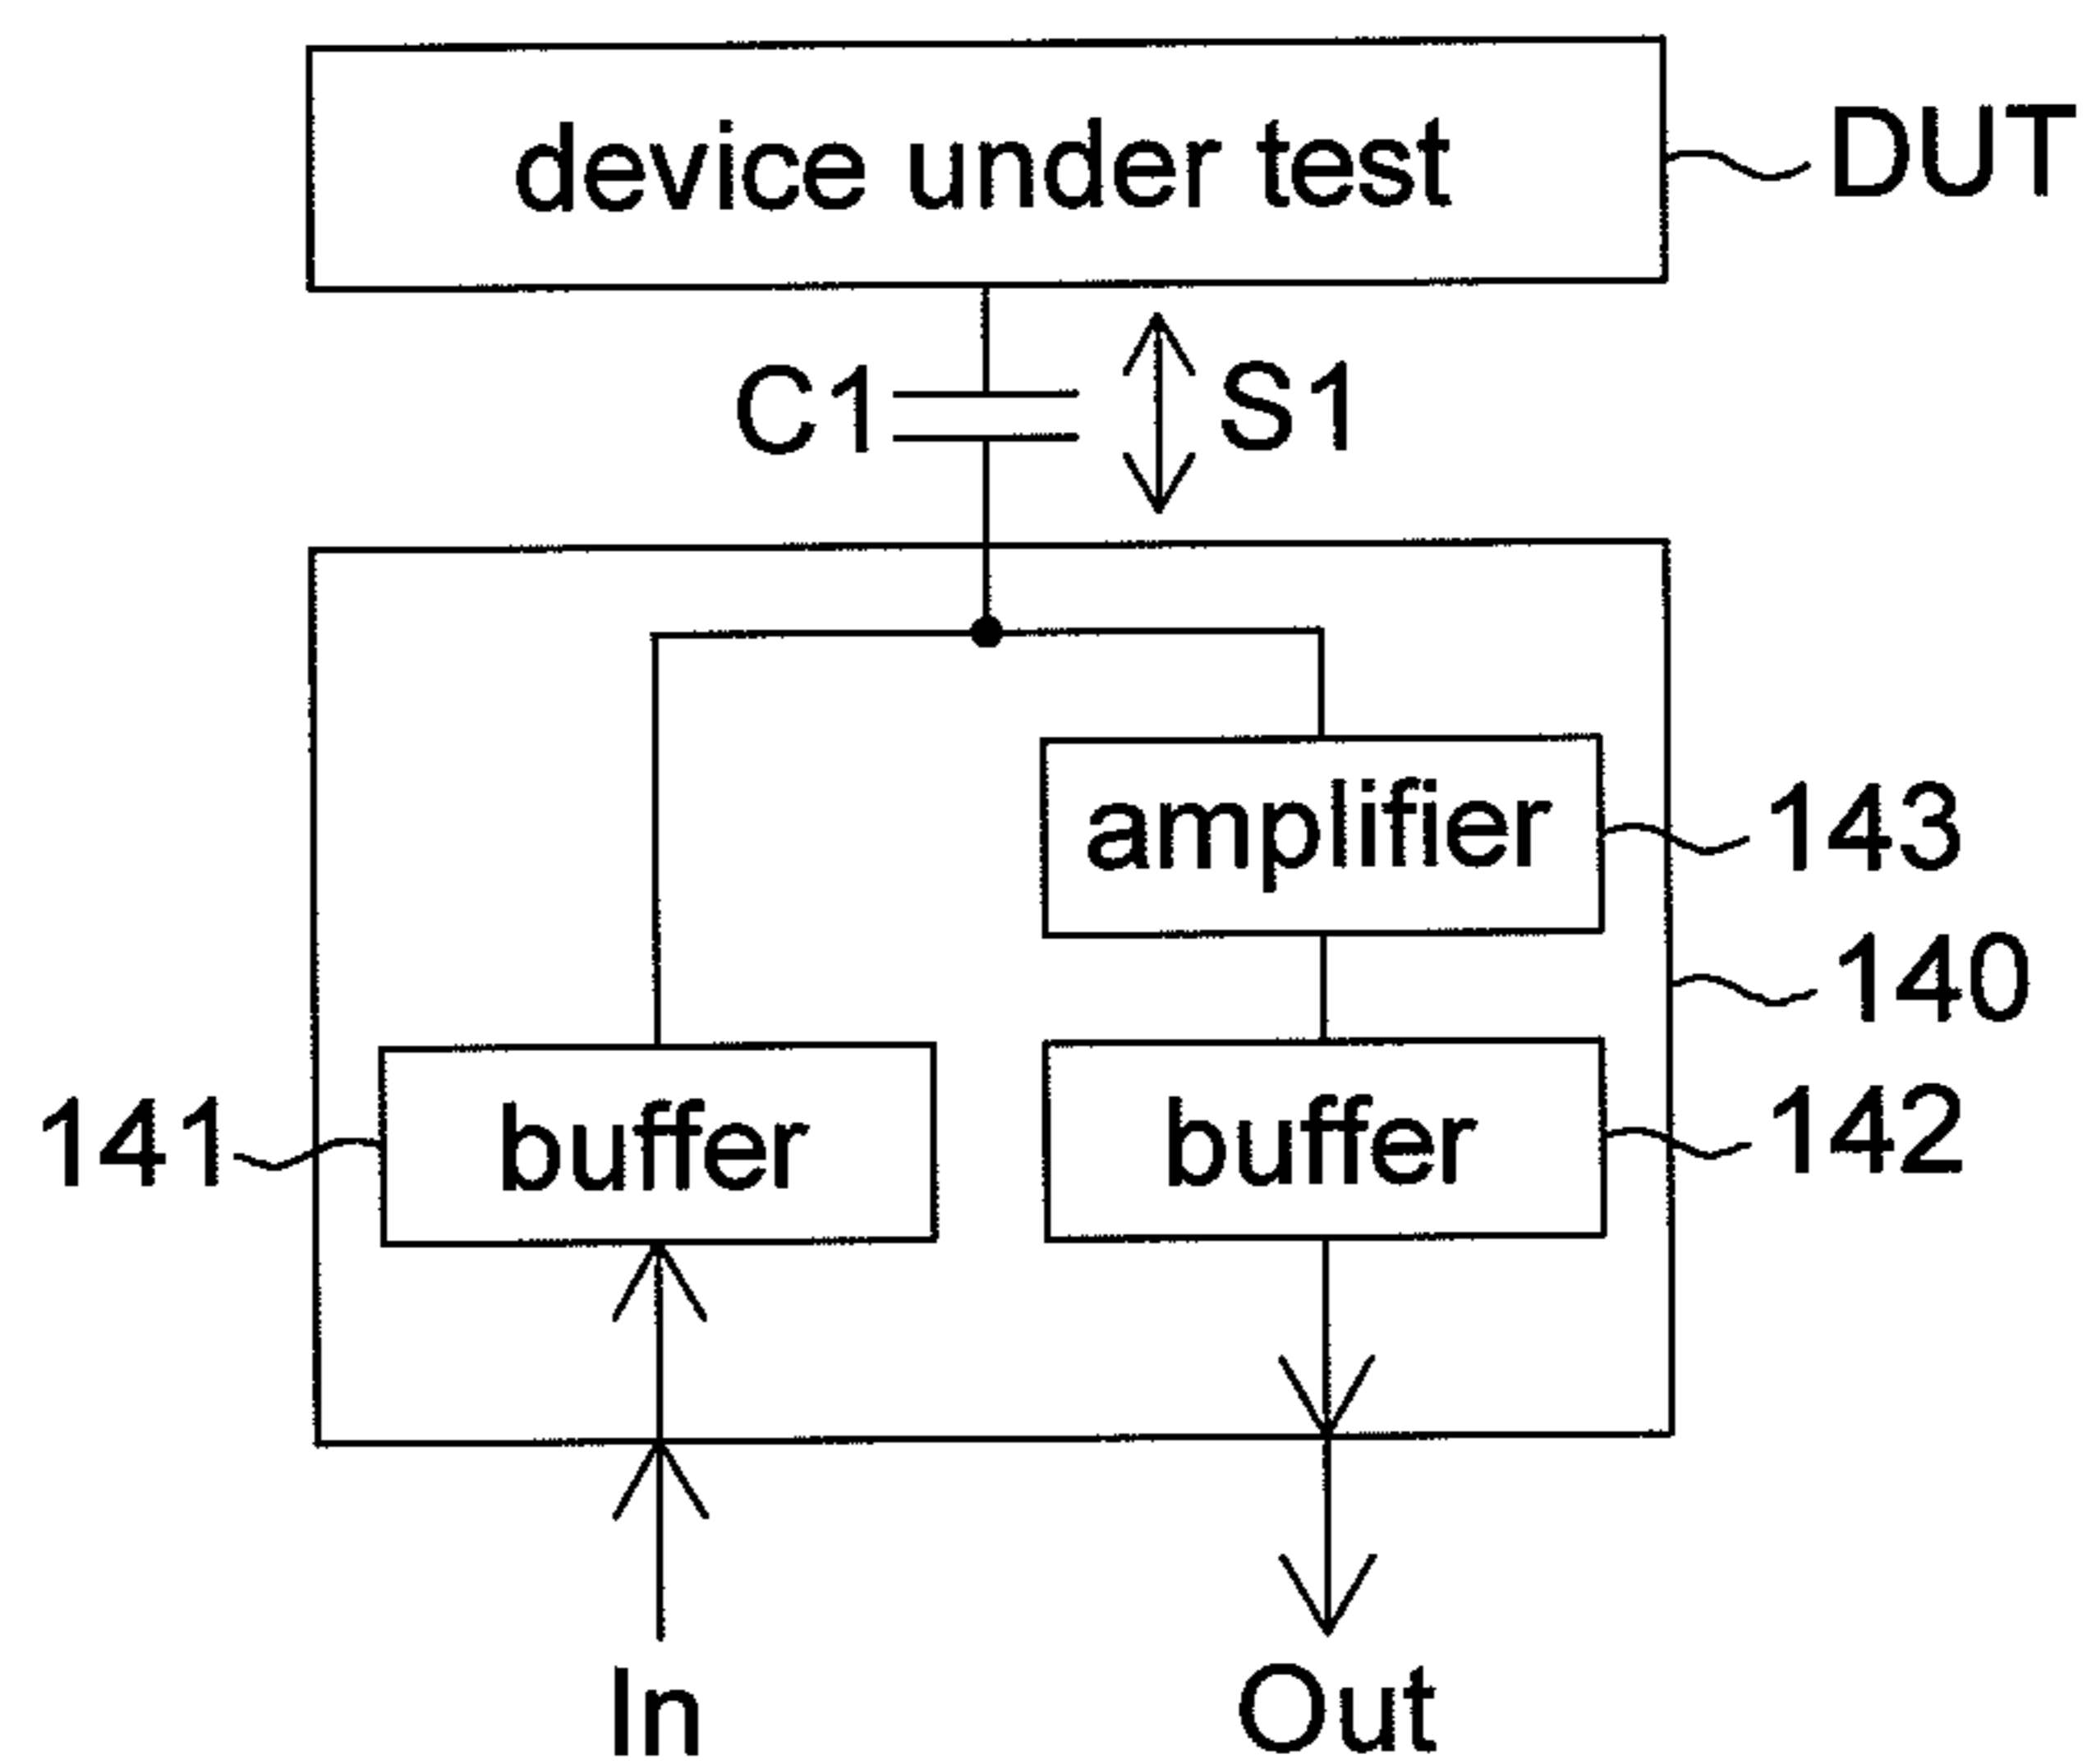 device under test
DUT
C1
S1
amplifier
143
140
141
buffer
buffer
142
In
Out